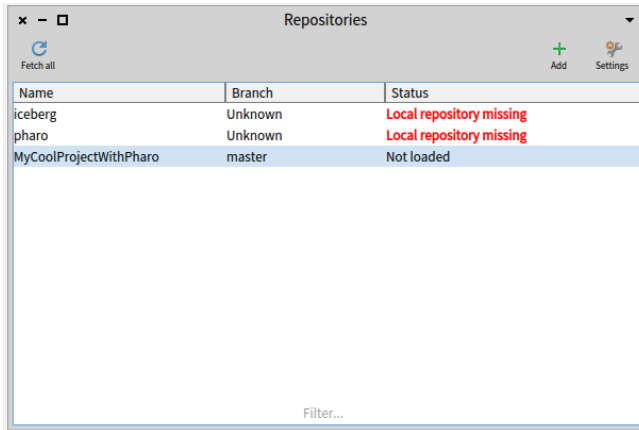 Repositories
Fetch all
Add
Settings
Name Branch Status
iceberg Unknown Local repository missing
pharo Unknown Local repository missing
MyCoolProjectWithPharo master Not loaded
Filter...